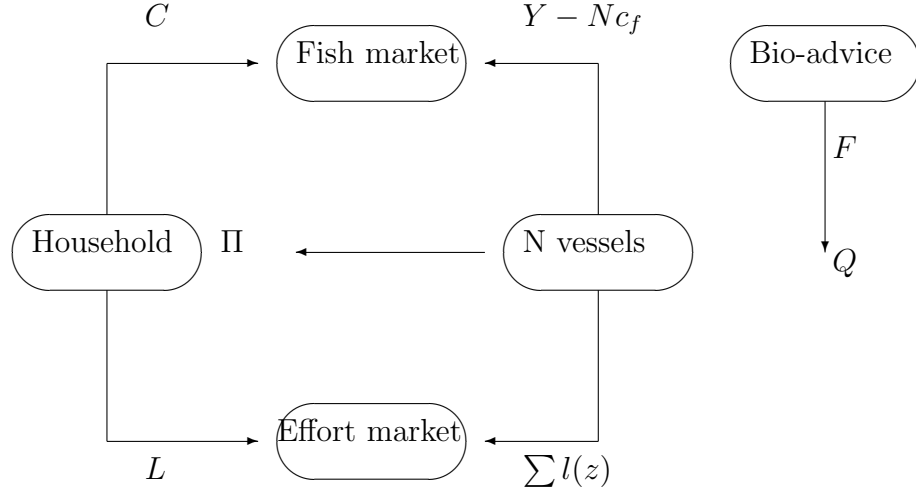 C
Y − Nc_f
Fish market
Bio-advice
F
Household
Π
N vessels
Q
Effort market
L
∑ l(z)